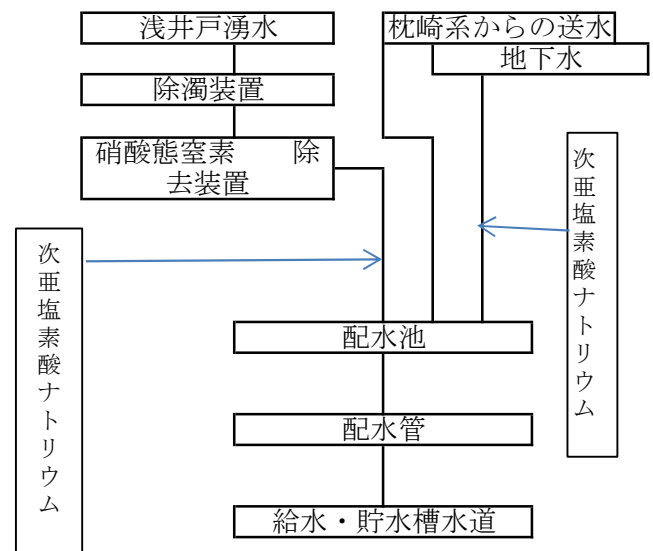 浅井戸湧水
枕崎系からの送水
地下水
除濁装置
硝酸態窒素　　除
去装置
次亜塩素酸ナトリウム
次亜塩素酸ナトリウム
配水池
配水管
給水・貯水槽水道